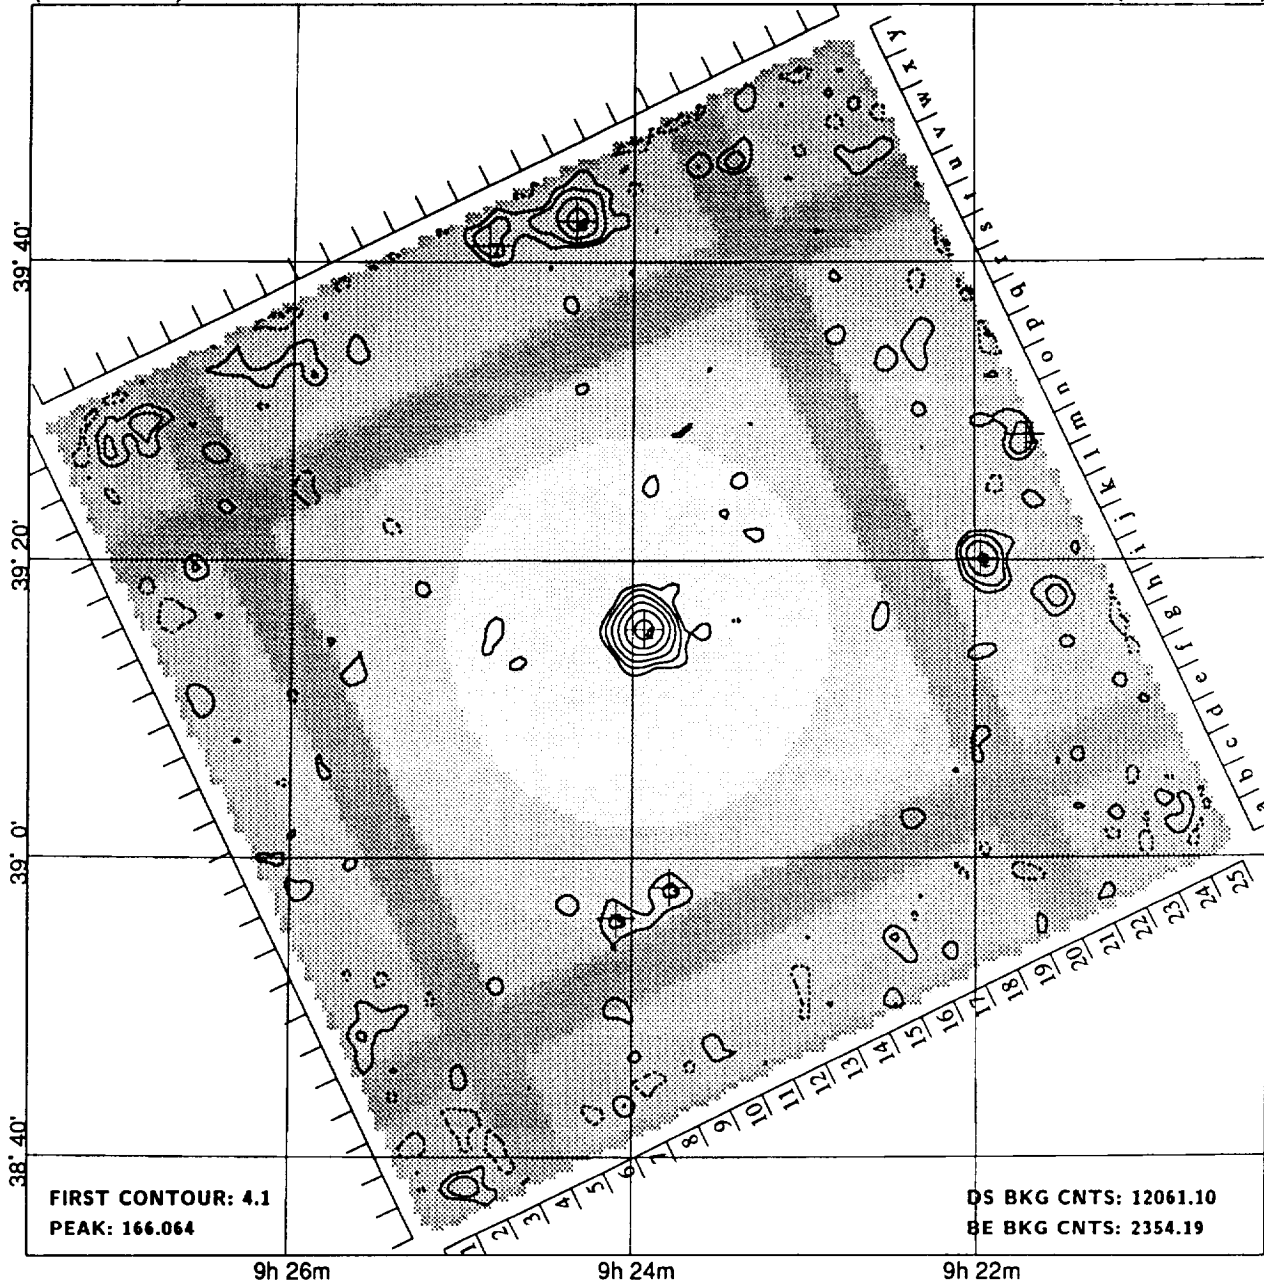 39° 40'
39° 20'
39° 0'
38° 40'
a|b|c|d|e|f|g|h|i|j|k|l|m|n|o|p|q|r|s|t|u|v|w|x|y
1|2|3|4|5|6|7|8|9|10|11|12|13|14|15|16|17|18|19|20|21|22|23|24|25
FIRST CONTOUR: 4.1
PEAK: 166.064
DS BKG CNTS: 12061.10
BE BKG CNTS: 2354.19
9h 26m
9h 24m
9h 22m